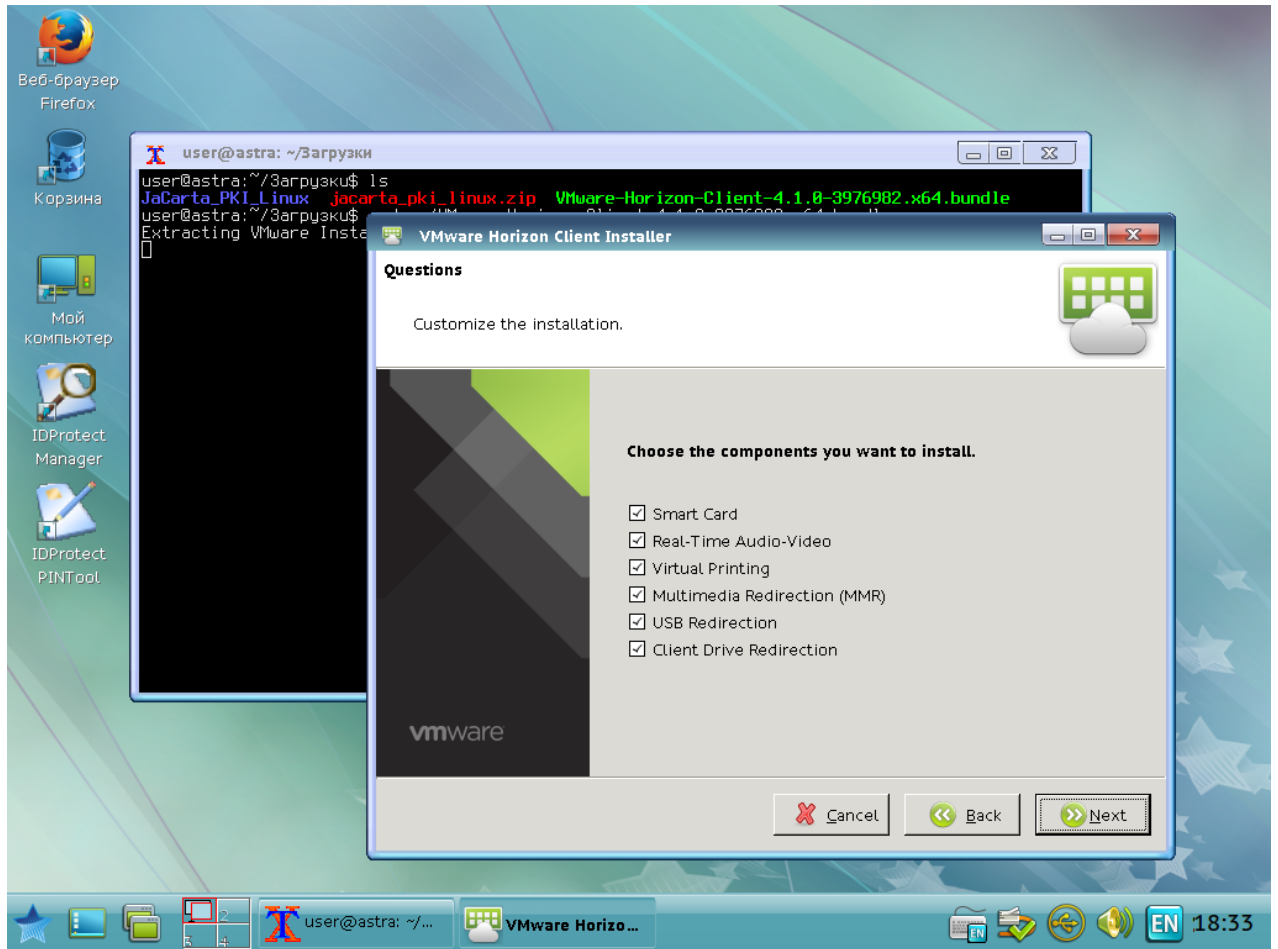 Веб-браузер
Firefox
Корзина
Мой
компьютер
IDProtect
Manager
IDProtect
PINTool
user@astra: ~/Загрузки
user@astra:~/Загрузки$ ls
JaCarta_PKI_Linux jacarta_pki_linux.zip VMware-Horizon-Client-4.1.0-3976982.x64.bundle
user@astra:~/Загрузки$
Extracting VMware Insta
VMware Horizon Client Installer
Questions
Customize the installation.
Choose the components you want to install.
Smart Card
Real-Time Audio-Video
Virtual Printing
Multimedia Redirection (MMR)
USB Redirection
Client Drive Redirection
vmware
Cancel
Back
Next
2
3 4
user@astra: ~/...
VMware Horizo...
EN
EN
18:33